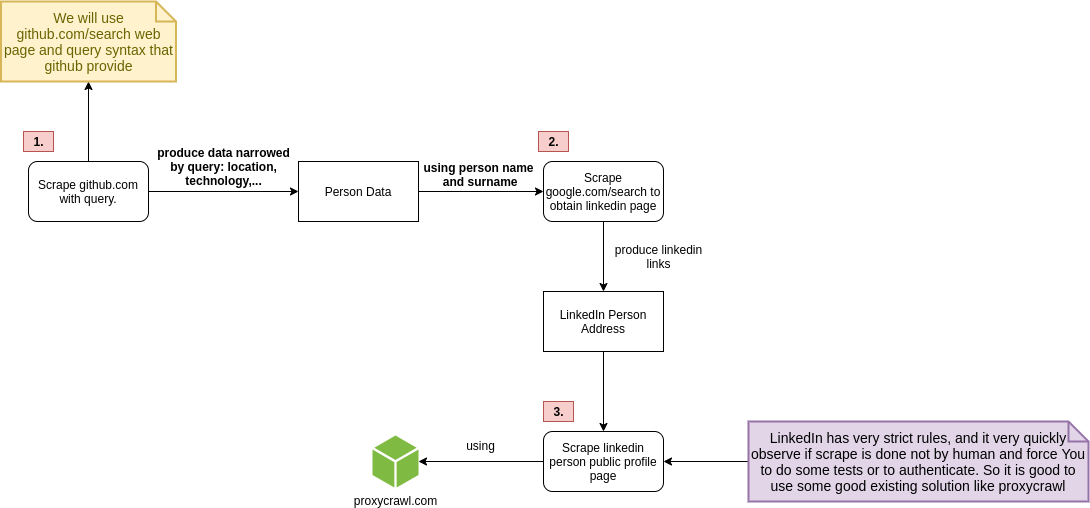 We will use
github.com/search web
page and query syntax that
github provide
1.
Scrape github.com
with query.
produce data narrowed
by query: location,
technology,...
Person Data
using person name
and surname
2.
Scrape
google.com/search to
obtain linkedin page
produce linkedin
links
LinkedIn Person
Address
3.
Scrape linkedin
person public profile
page
using
proxycrawl.com
LinkedIn has very strict rules, and it very quickly
observe if scrape is done not by human and force You
to do some tests or to authenticate. So it is good to
use some good existing solution like proxycrawl